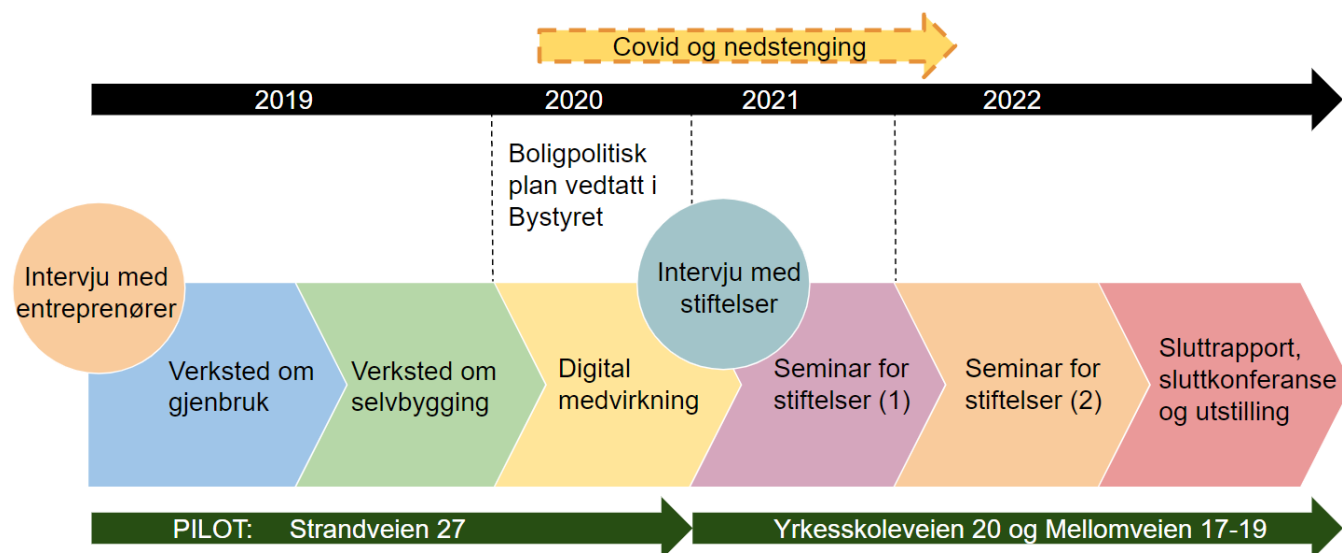 Covid og nedstenging
2019 2020 2021 2022
Boligpolitisk
plan vedtatt i
Bystyret
Intervju med
entreprenører
Intervju med
stiftelser
Verksted om
gjenbruk
Verksted om
selvbygging
Digital
medvirkning
Seminar for
stiftelser (1)
Seminar for
stiftelser (2)
Sluttrapport,
sluttkonferanse
og utstilling
PILOT: Strandveien 27
Yrkesskoleveien 20 og Mellomveien 17-19